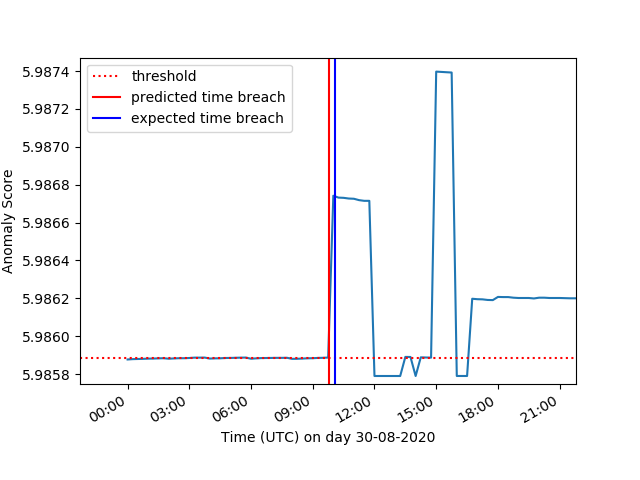 threshold
predicted time breach
expected time breach
Anomaly Score
5.9874
5.9872
5.9870
5.9868
5.9866
5.9864
5.9862
5.9860
5.9858
00:00 03:00 06:00 09:00 12:00 15:00 18:00 21:00
Time (UTC) on day 30-08-2020